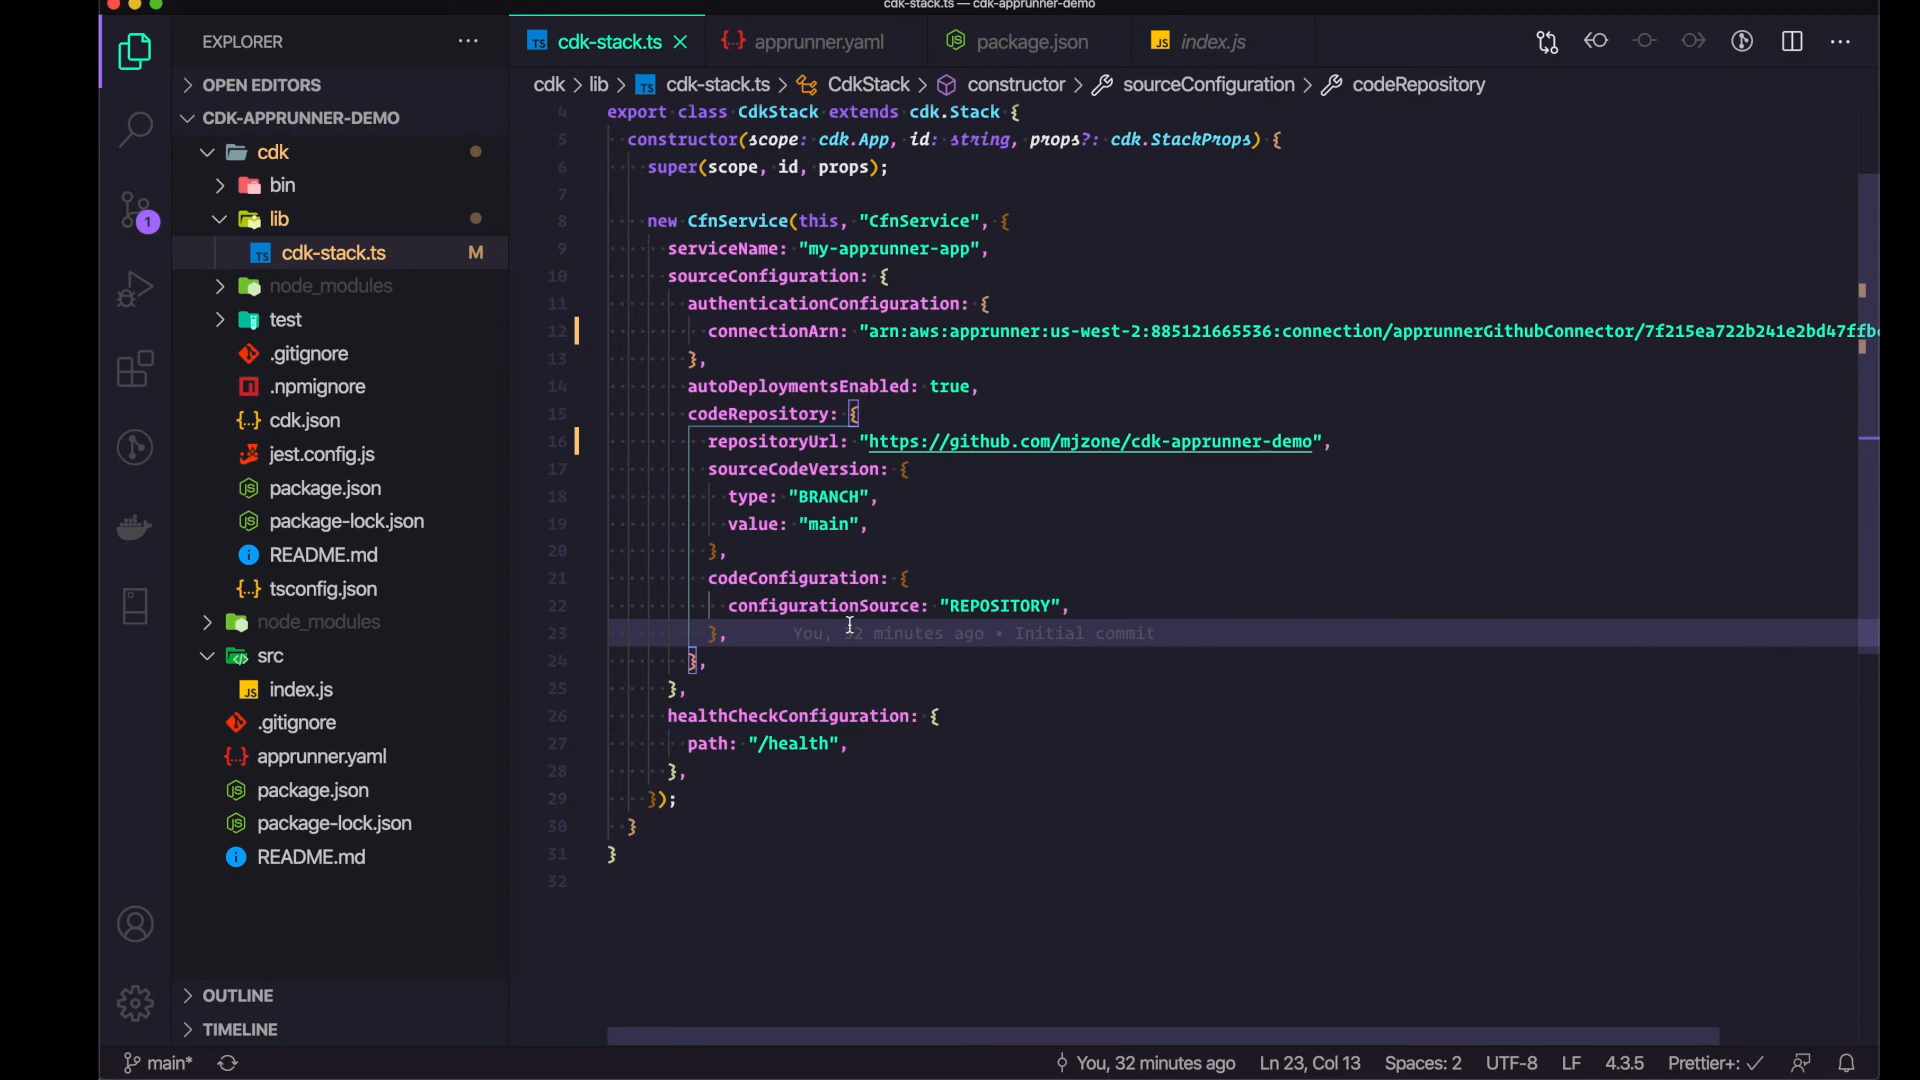 cdk-stack.ts — cdk-apprunner-demo
EXPLORER
OPEN EDITORS
CDK-APPRUNNER-DEMO
cdk
bin
lib
TS cdk-stack.ts M
node_modules
test
.gitignore
.npmignore
{..} cdk.json
jest.config.js
package.json
package-lock.json
README.md
{..} tsconfig.json
node_modules
src
JS index.js
.gitignore
{..} apprunner.yaml
package.json
package-lock.json
README.md
OUTLINE
TIMELINE
1
TS cdk-stack.ts
apprunner.yaml
package.json
JS index.js
cdk > lib > TS cdk-stack.ts > CdkStack > constructor > sourceConfiguration > codeRepository
4 export class CdkStack extends cdk.Stack {
5 constructor(scope: cdk.App, id: string, props?: cdk.StackProps) {
6 super(scope, id, props);
7
8 new CfnService(this, "CfnService", {
9 serviceName: "my-apprunner-app",
10 sourceConfiguration: {
11 authenticationConfiguration: {
12 connectionArn: "arn:aws:apprunner:us-west-2:885121665536:connection/apprunnerGithubConnector/7f215ea722b241e2bd47ffb
13 },
14 autoDeploymentsEnabled: true,
15 codeRepository: {
16 repositoryUrl: "https://github.com/mjzone/cdk-apprunner-demo",
17 sourceCodeVersion: {
18 type: "BRANCH",
19 value: "main",
20 },
21 codeConfiguration: {
22 configurationSource: "REPOSITORY",
23 }, You, 32 minutes ago • Initial commit
24 },
25 },
26 healthCheckConfiguration: {
27 path: "/health",
28 },
29 });
30 }
31 }
32
main* You, 32 minutes ago Ln 23, Col 13 Spaces: 2 UTF-8 LF 4.3.5 Prettier+: ✓